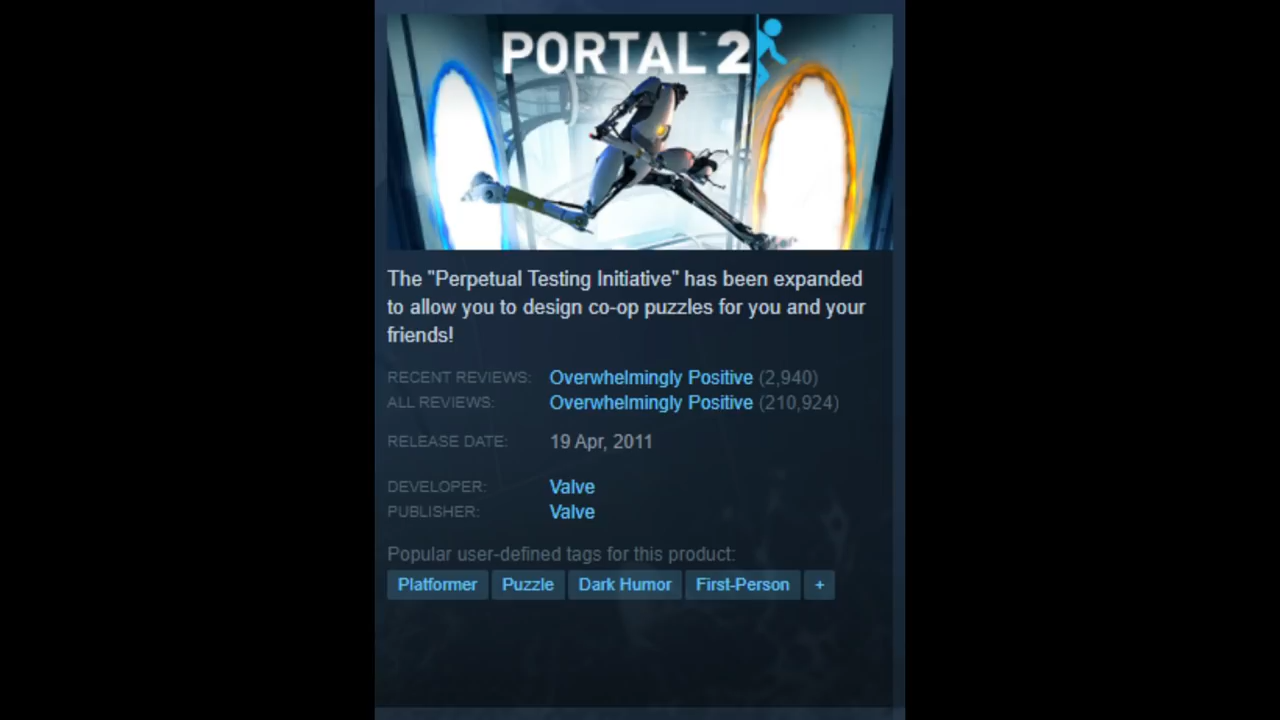 PORTAL 2
The "Perpetual Testing Initiative" has been expanded
to allow you to design co-op puzzles for you and your
friends!
RECENT REVIEWS: Overwhelmingly Positive (2,940)
ALL REVIEWS: Overwhelmingly Positive (210,924)
RELEASE DATE: 19 Apr, 2011
DEVELOPER: Valve
PUBLISHER: Valve
Popular user-defined tags for this product:
Platformer Puzzle Dark Humor First-Person +